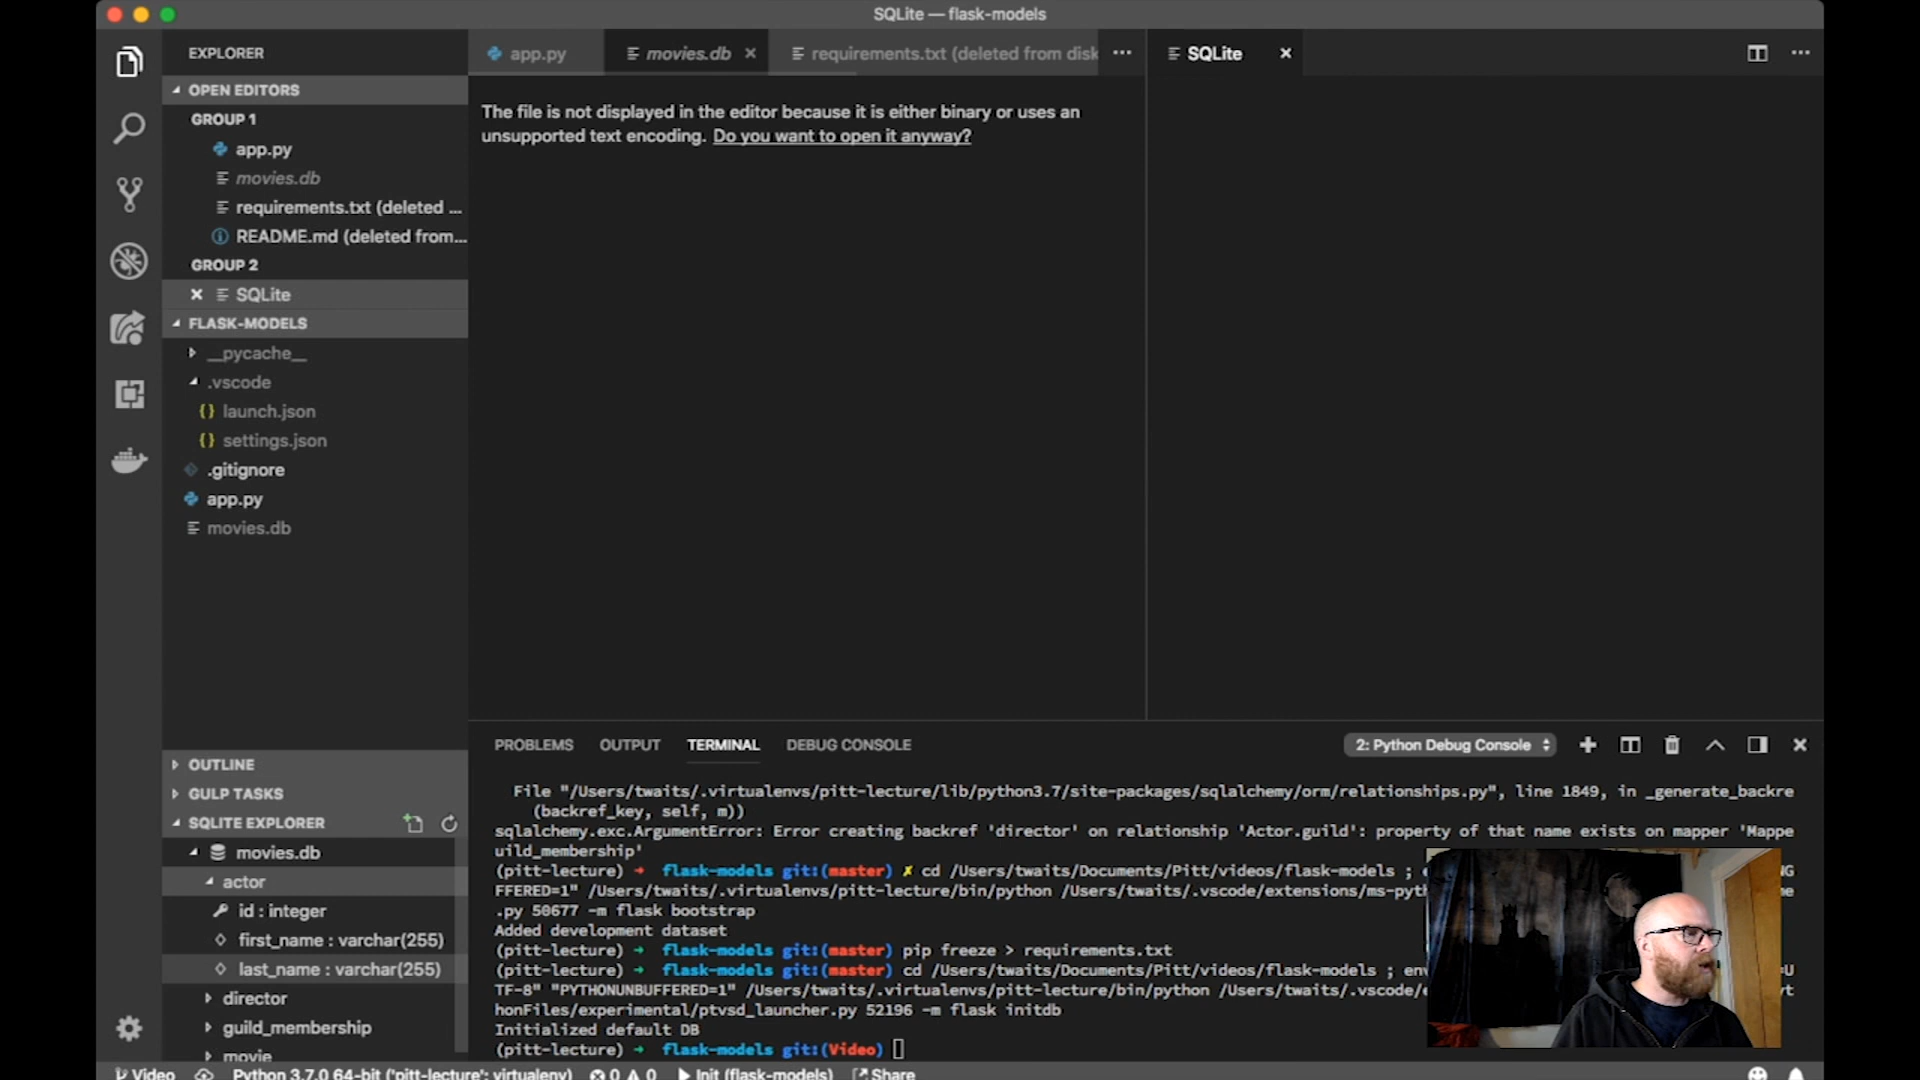 SQLite — flask-models
EXPLORER
OPEN EDITORS
GROUP 1
app.py
movies.db
requirements.txt (deleted ...
README.md (deleted from...
GROUP 2
SQLite
FLASK-MODELS
__pycache__
.vscode
{} launch.json
{} settings.json
.gitignore
app.py
movies.db
OUTLINE
GULP TASKS
SQLITE EXPLORER
movies.db
actor
id : integer
first_name : varchar(255)
last_name : varchar(255)
director
guild_membership
movie
app.py
movies.db
requirements.txt (deleted from disk
SQLite
The file is not displayed in the editor because it is either binary or uses an
unsupported text encoding. Do you want to open it anyway?
PROBLEMS OUTPUT TERMINAL DEBUG CONSOLE
2: Python Debug Console
File "/Users/twaits/.virtualenvs/pitt-lecture/lib/python3.7/site-packages/sqlalchemy/orm/relationships.py", line 1849, in _generate_backre
(backref_key, self, m))
sqlalchemy.exc.ArgumentError: Error creating backref 'director' on relationship 'Actor.guild': property of that name exists on mapper 'Mappe
uild_membership'
(pitt-lecture) ➜ flask-models git:(master) ✗ cd /Users/twaits/Documents/Pitt/videos/flask-models ; e
FFERED=1" /Users/twaits/.virtualenvs/pitt-lecture/bin/python /Users/twaits/.vscode/extensions/ms-pyt
.py 50677 -m flask bootstrap
Added development dataset
(pitt-lecture) ➜ flask-models git:(master) pip freeze > requirements.txt
(pitt-lecture) ➜ flask-models git:(master) cd /Users/twaits/Documents/Pitt/videos/flask-models ; env
TF-8" "PYTHONUNBUFFERED=1" /Users/twaits/.virtualenvs/pitt-lecture/bin/python /Users/twaits/.vscode/e
honFiles/experimental/ptvsd_launcher.py 52196 -m flask initdb
Initialized default DB
(pitt-lecture) ➜ flask-models git:(Video)
Video Python 3.7.0 64-bit ('pitt-lecture': virtualenv) 0 0 Init (flask-models) Share